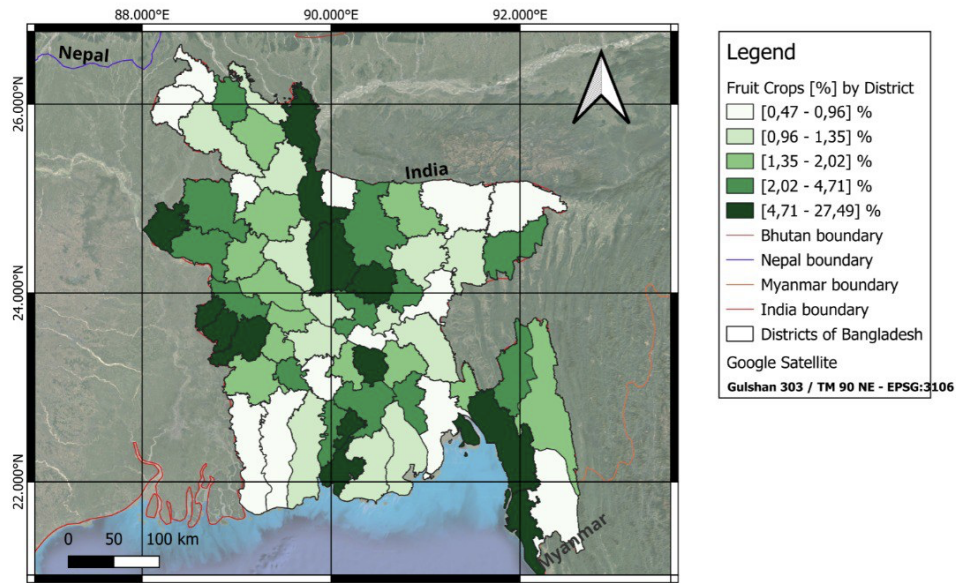 88.000°E 90.000°E 92.000°E
Nepal
26.000°N
India
24.000°N
22.000°N
Myanmar
0 50 100 km
Legend
Fruit Crops [%] by District
[0,47 - 0,96] %
[0,96 - 1,35] %
[1,35 - 2,02] %
[2,02 - 4,71] %
[4,71 - 27,49] %
Bhutan boundary
Nepal boundary
Myanmar boundary
India boundary
Districts of Bangladesh
Google Satellite
Gulshan 303 / TM 90 NE - EPSG:3106